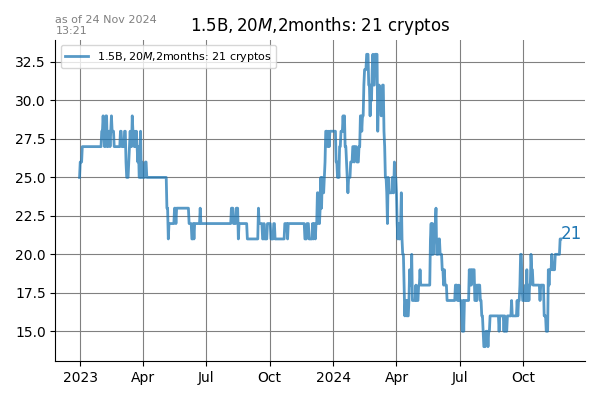 as of 24 Nov 2024
13:21
1.5B, 20M,2months: 21 cryptos
1.5B, 20M,2months: 21 cryptos
32.5
30.0
27.5
25.0
22.5
20.0
17.5
15.0
21
2023 Apr Jul Oct 2024 Apr Jul Oct